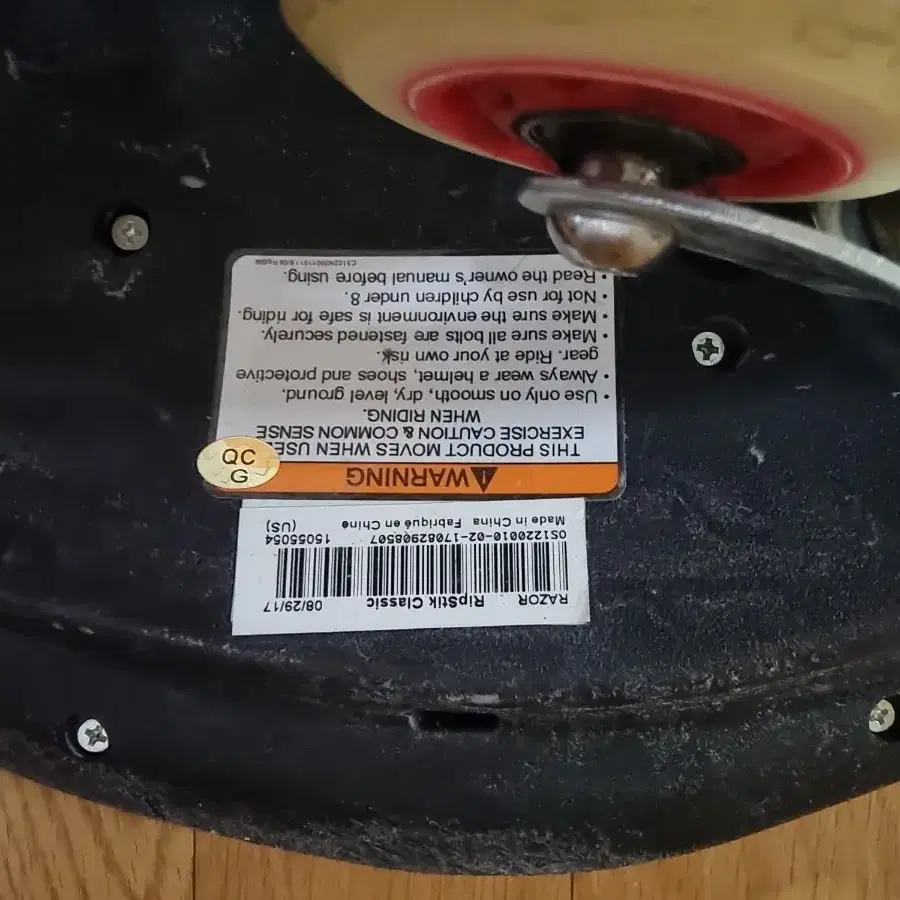 RAZOR RipStik Classic 08/29/17
OS1220010-02-17082908507 15055054
Made in China Fabriqué en Chine (US)
⚠WARNING
THIS PRODUCT MOVES WHEN USED
EXERCISE CAUTION & COMMON SENSE
WHEN RIDING.
• Use only on smooth, dry, level ground.
• Always wear a helmet, shoes and protective
gear. Ride at your own risk.
• Make sure all bolts are fastened securely.
• Make sure the environment is safe for riding.
• Not for use by children under 8.
• Read the owner's manual before using.
QC
G